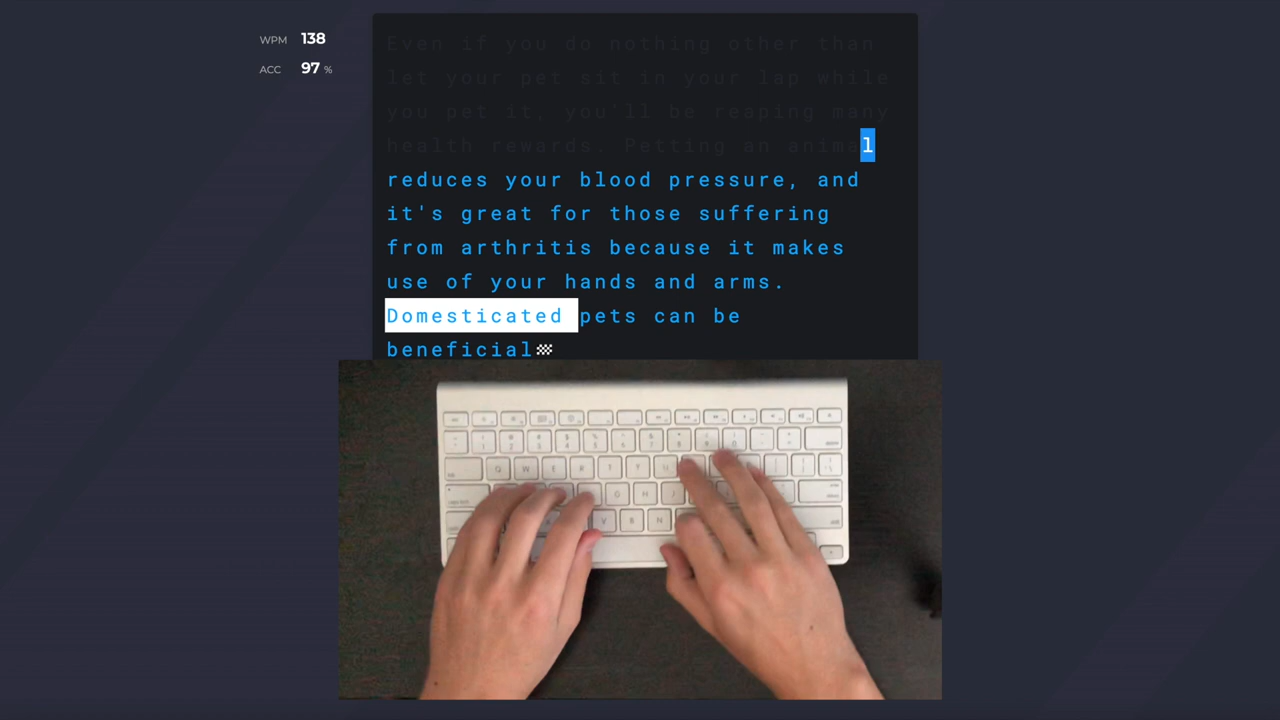 WPM 138
ACC 97 %
Even if you do nothing other than
let your pet sit in your lap while
you pet it, you'll be reaping many
health rewards. Petting an animal
reduces your blood pressure, and
it's great for those suffering
from arthritis because it makes
use of your hands and arms.
Domesticated pets can be
beneficial
Q W E R T Y U
G H J
V B N